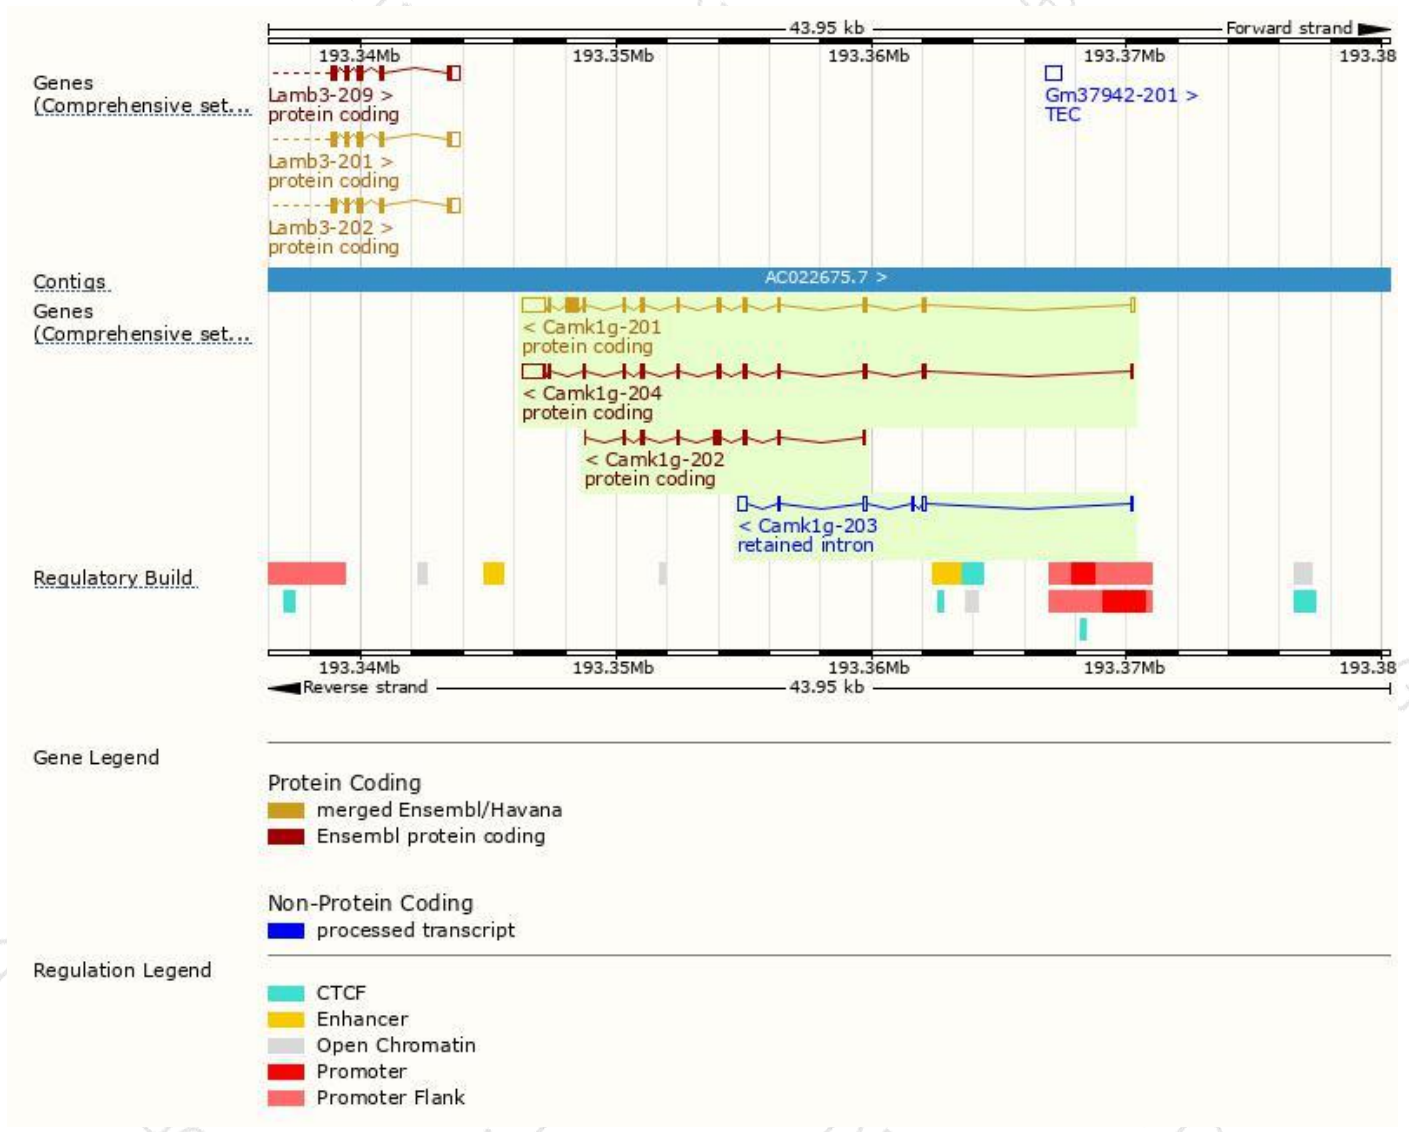 43.95 kb
Forward strand
193.34Mb 193.35Mb 193.36Mb 193.37Mb 193.38
Genes
(Comprehensive set...
Lamb3-209 >
protein coding
Gm37942-201 >
TEC
Lamb3-201 >
protein coding
Lamb3-202 >
protein coding
Contigs
AC022675.7 >
Genes
(Comprehensive set...
< Camk1g-201
protein coding
< Camk1g-204
protein coding
< Camk1g-202
protein coding
< Camk1g-203
retained intron
Regulatory Build
193.34Mb 193.35Mb 193.36Mb 193.37Mb 193.38
Reverse strand
43.95 kb
Gene Legend
Protein Coding
merged Ensembl/Havana
Ensembl protein coding
Non-Protein Coding
processed transcript
Regulation Legend
CTCF
Enhancer
Open Chromatin
Promoter
Promoter Flank